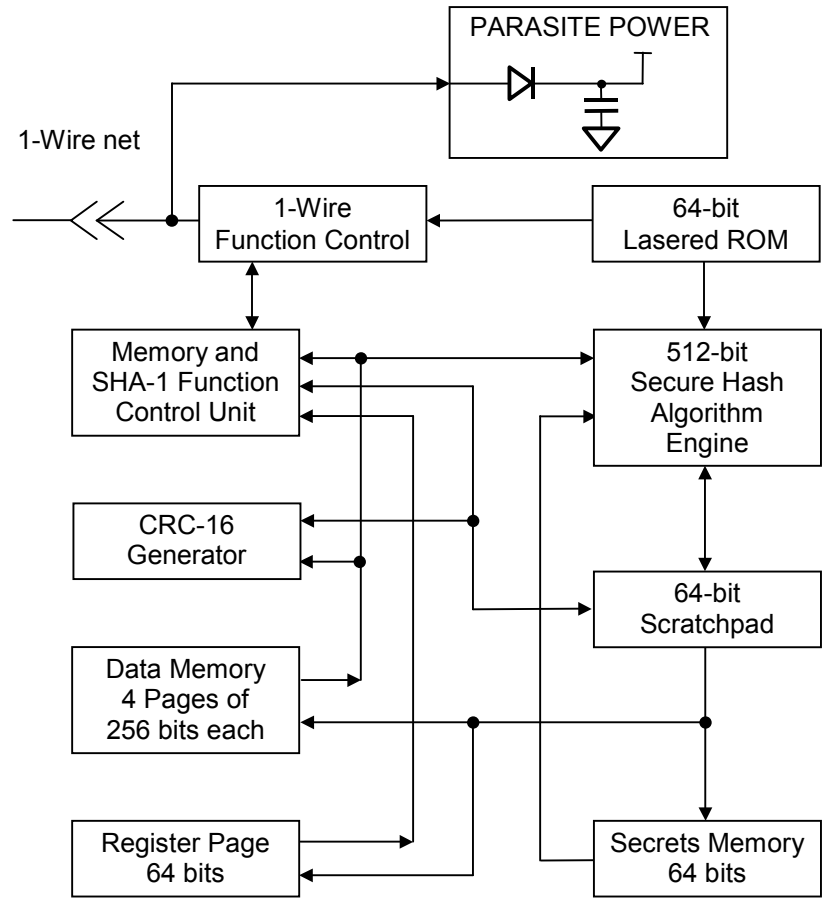 PARASITE POWER
1-Wire net
1-Wire
Function Control
64-bit
Lasered ROM
Memory and
SHA-1 Function
Control Unit
512-bit
Secure Hash
Algorithm
Engine
CRC-16
Generator
64-bit
Scratchpad
Data Memory
4 Pages of
256 bits each
Register Page
64 bits
Secrets Memory
64 bits